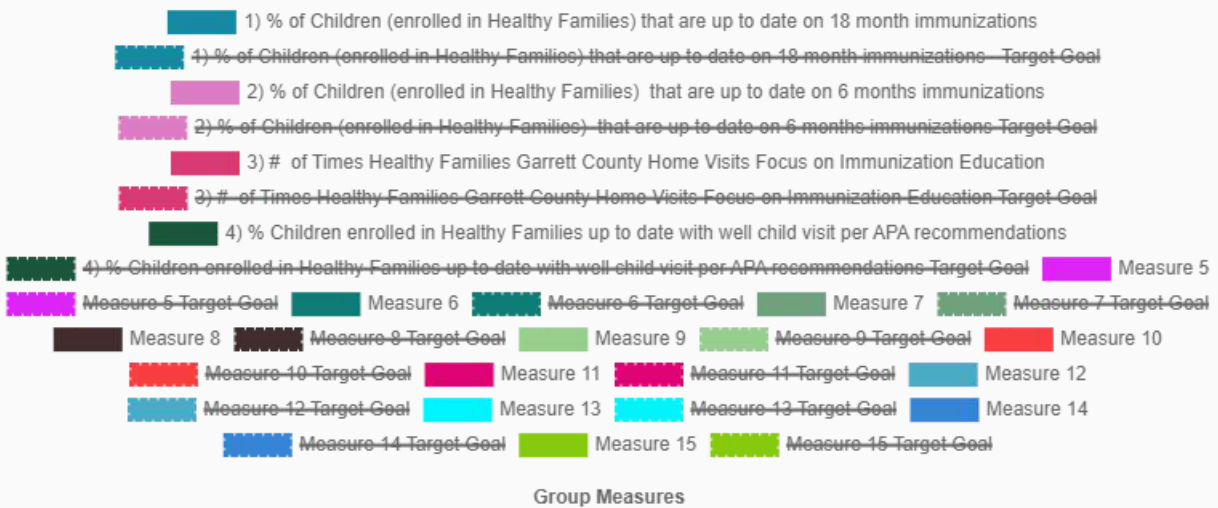 1) % of Children (enrolled in Healthy Families) that are up to date on 18 month immunizations
1) % of Children (enrolled in Healthy Families) that are up to date on 18 month immunizations - Target Goal
2) % of Children (enrolled in Healthy Families)  that are up to date on 6 months immunizations
2) % of Children (enrolled in Healthy Families)  that are up to date on 6 months immunizations Target Goal
3) #  of Times Healthy Families Garrett County Home Visits Focus on Immunization Education
3) #  of Times Healthy Families Garrett County Home Visits Focus on Immunization Education Target Goal
4) % Children enrolled in Healthy Families up to date with well child visit per APA recommendations
4) % Children enrolled in Healthy Families up to date with well child visit per APA recommendations Target Goal Measure 5
Measure 5 Target Goal Measure 6 Measure 6 Target Goal Measure 7 Measure 7 Target Goal
Measure 8 Measure 8 Target Goal Measure 9 Measure 9 Target Goal Measure 10
Measure 10 Target Goal Measure 11 Measure 11 Target Goal Measure 12
Measure 12 Target Goal Measure 13 Measure 13 Target Goal Measure 14
Measure 14 Target Goal Measure 15 Measure 15 Target Goal
Group Measures